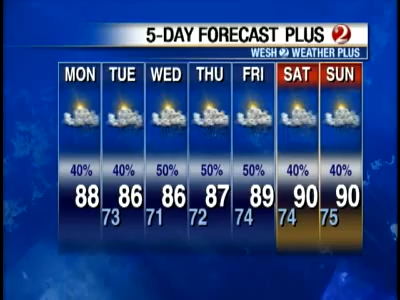 5-DAY FORECAST PLUS 2
WESH 2 WEATHER PLUS
MON TUE WED THU FRI SAT SUN
40% 40% 50% 50% 50% 40% 40%
88 86 86 87 89 90 90
73 71 72 74 74 75